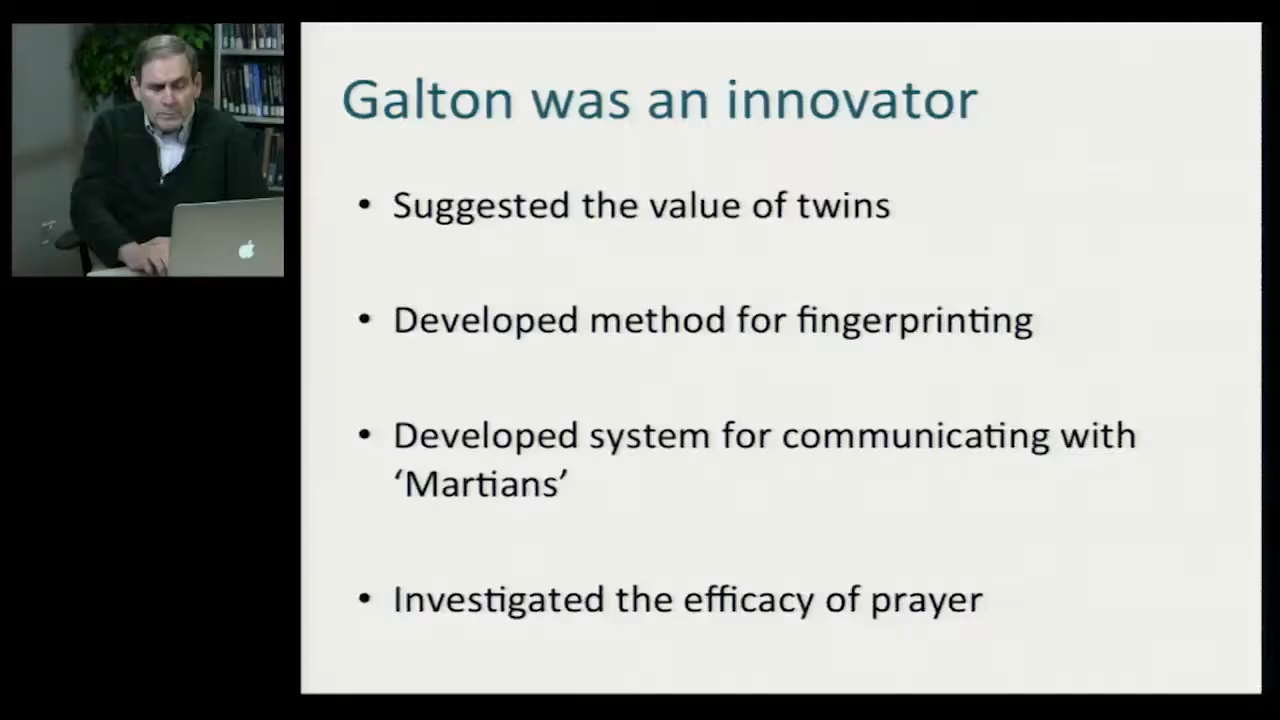 Galton was an innovator
• Suggested the value of twins
• Developed method for fingerprinting
• Developed system for communicating with
‘Martians’
• Investigated the efficacy of prayer